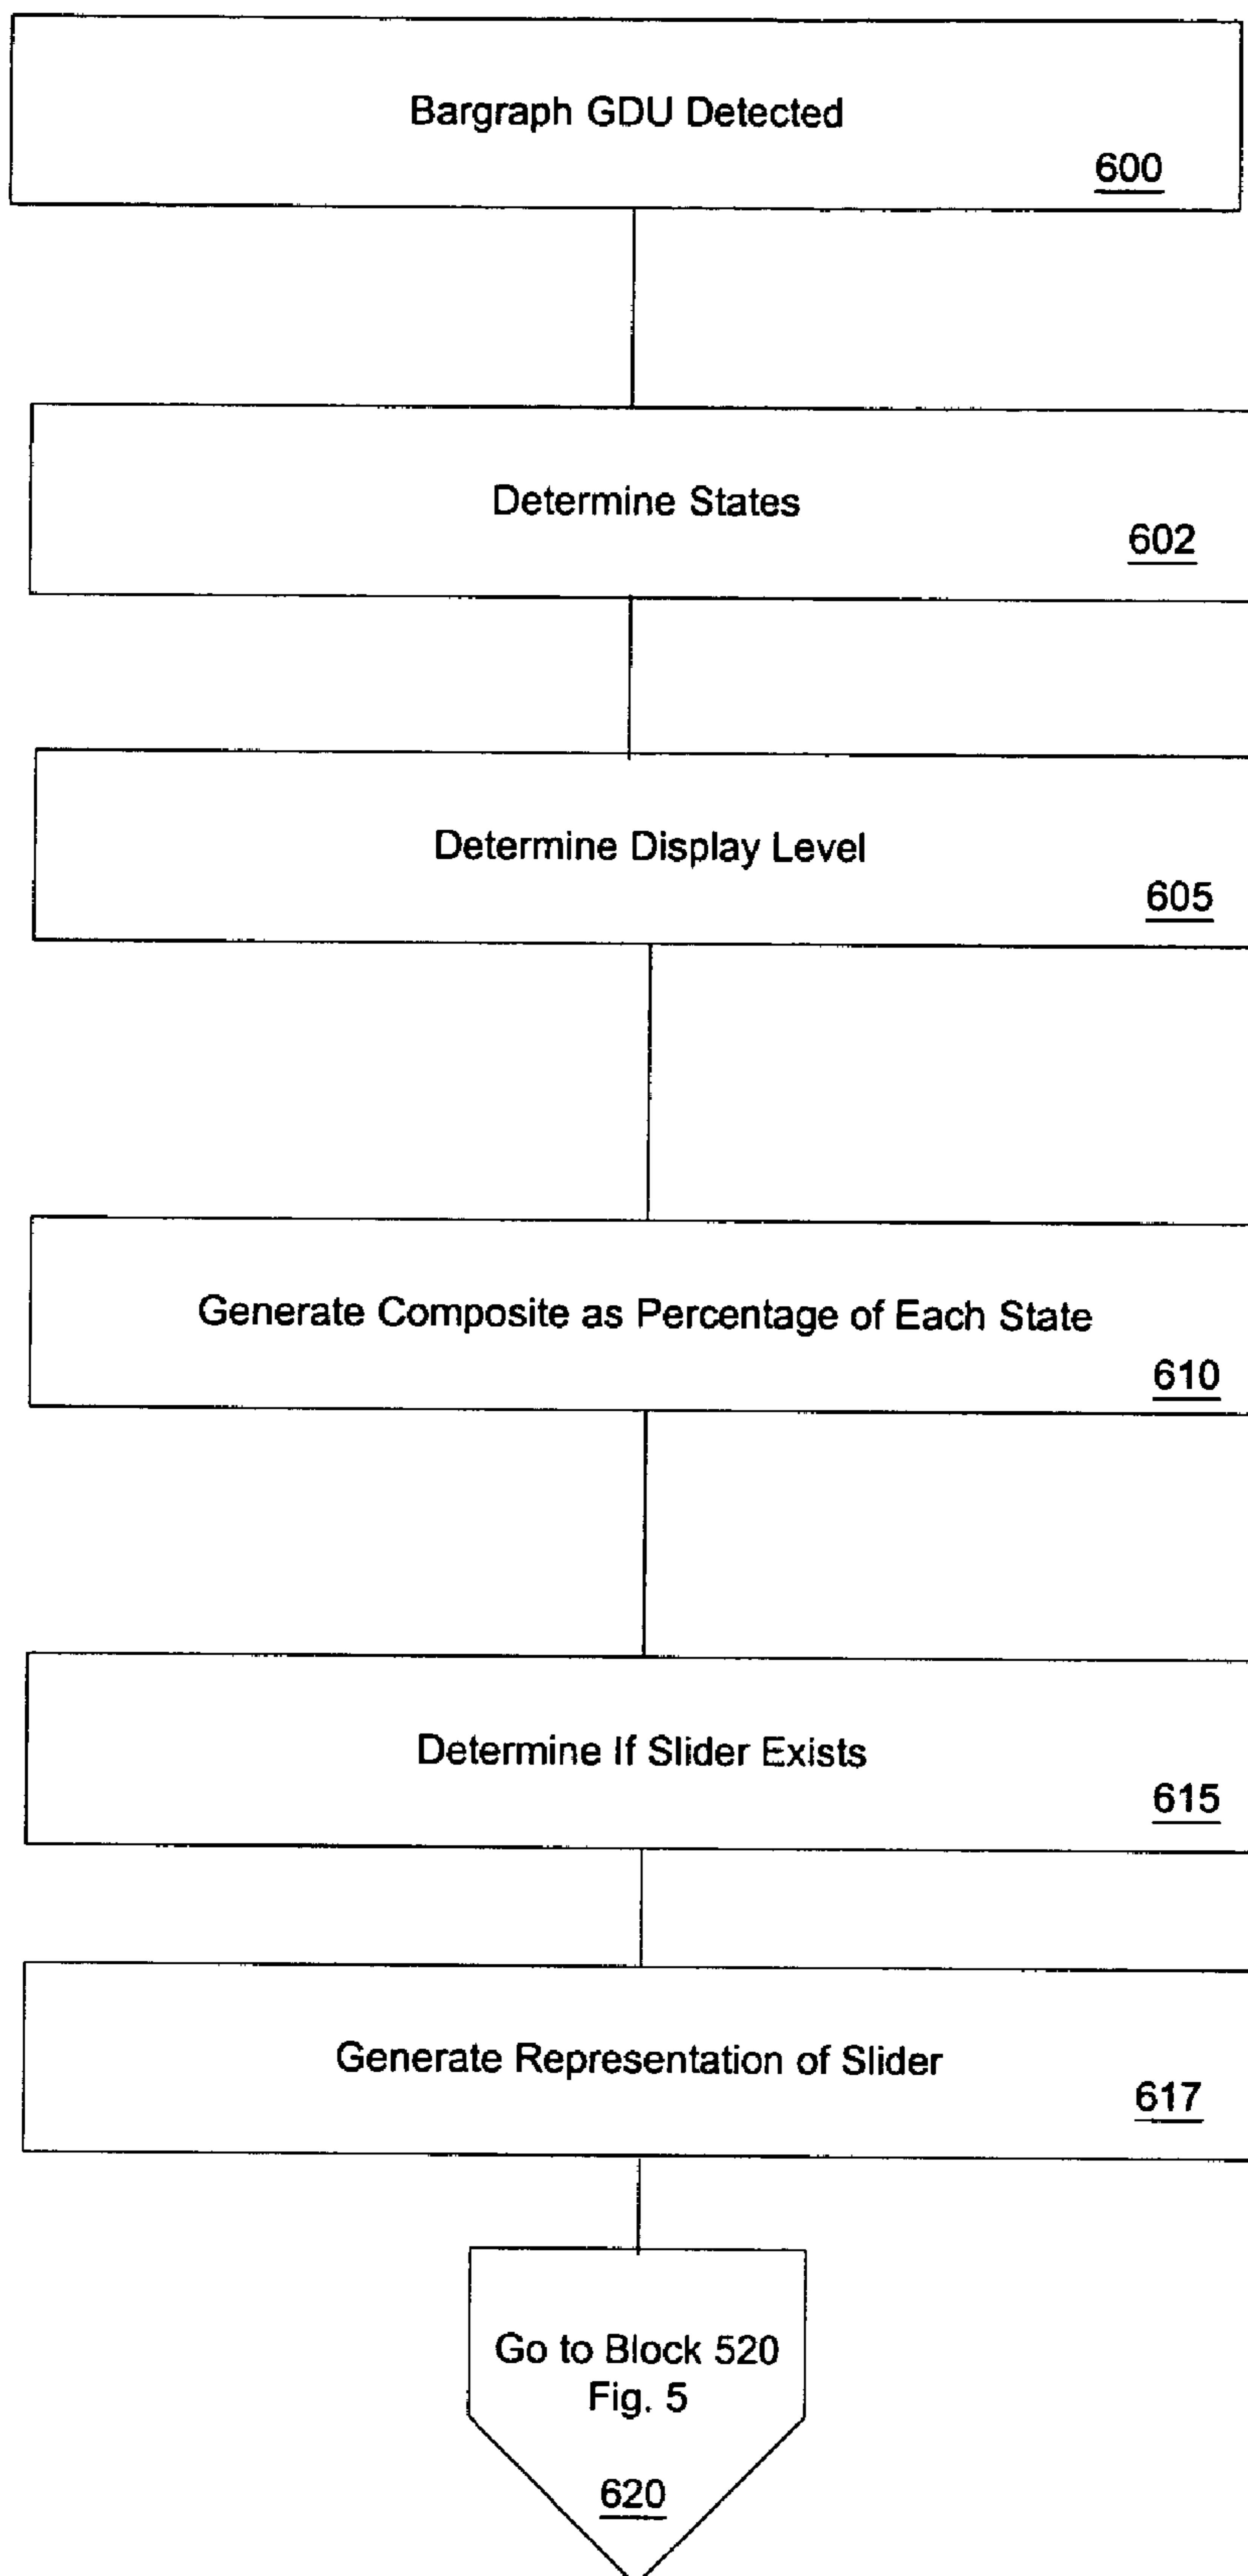 Bargraph GDU Detected
600
Determine States
602
Determine Display Level
605
Generate Composite as Percentage of Each State
610
Determine If Slider Exists
615
Generate Representation of Slider
617
Go to Block 520
Fig. 5
620